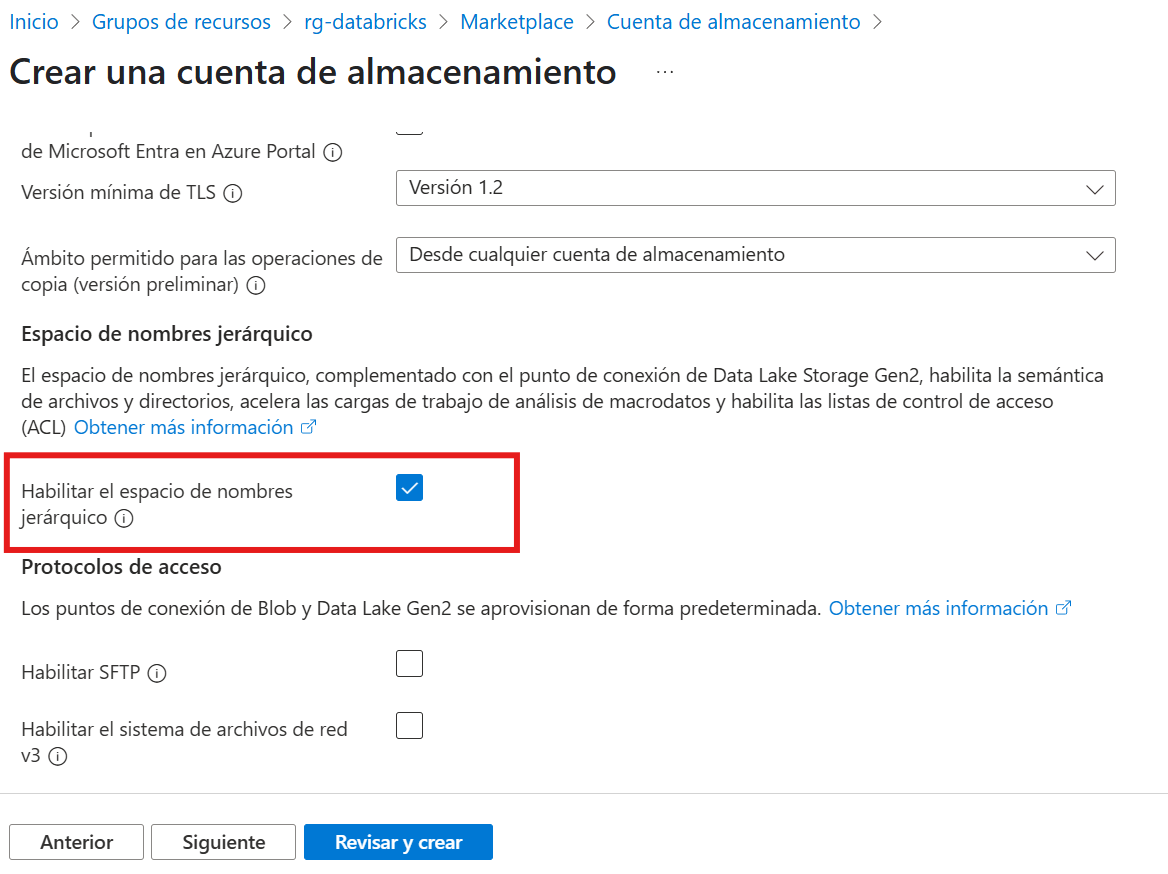 Inicio > Grupos de recursos > rg-databricks > Marketplace > Cuenta de almacenamiento >
Crear una cuenta de almacenamiento ...
de Microsoft Entra en Azure Portal
Versión mínima de TLS
Versión 1.2
Ámbito permitido para las operaciones de
copia (versión preliminar)
Desde cualquier cuenta de almacenamiento
Espacio de nombres jerárquico
El espacio de nombres jerárquico, complementado con el punto de conexión de Data Lake Storage Gen2, habilita la semántica
de archivos y directorios, acelera las cargas de trabajo de análisis de macrodatos y habilita las listas de control de acceso
(ACL) Obtener más información
Habilitar el espacio de nombres
jerárquico
Protocolos de acceso
Los puntos de conexión de Blob y Data Lake Gen2 se aprovisionan de forma predeterminada. Obtener más información
Habilitar SFTP
Habilitar el sistema de archivos de red
v3
Anterior
Siguiente
Revisar y crear